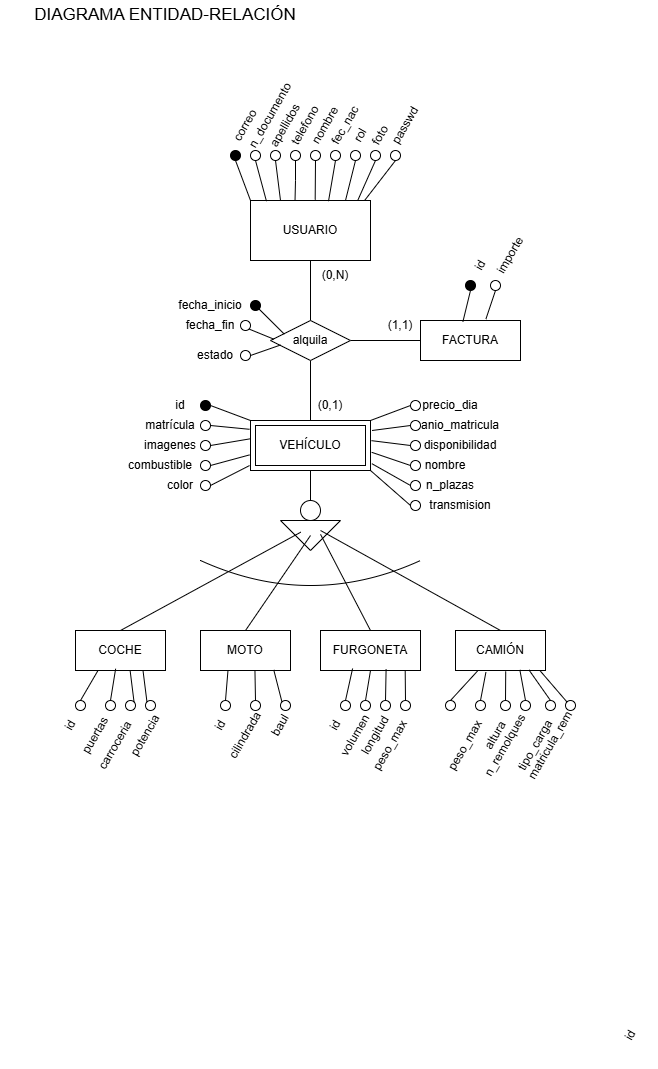 DIAGRAMA ENTIDAD-RELACIÓN
correo
n_documento
apellidos
telefono
nombre
fec_nac
rol
foto
passwd
USUARIO
(0,N)
id
importe
fecha_inicio
fecha_fin
estado
alquila
(1,1)
FACTURA
(0,1)
id
matrícula
imagenes
combustible
color
VEHÍCULO
precio_dia
anio_matricula
disponibilidad
nombre
n_plazas
transmision
COCHE
MOTO
FURGONETA
CAMIÓN
id
puertas
carroceria
potencia
id
cilindrada
baul
id
volumen
longitud
peso_max
peso_max
altura
n_remolques
tipo_carga
matricula_rem
id